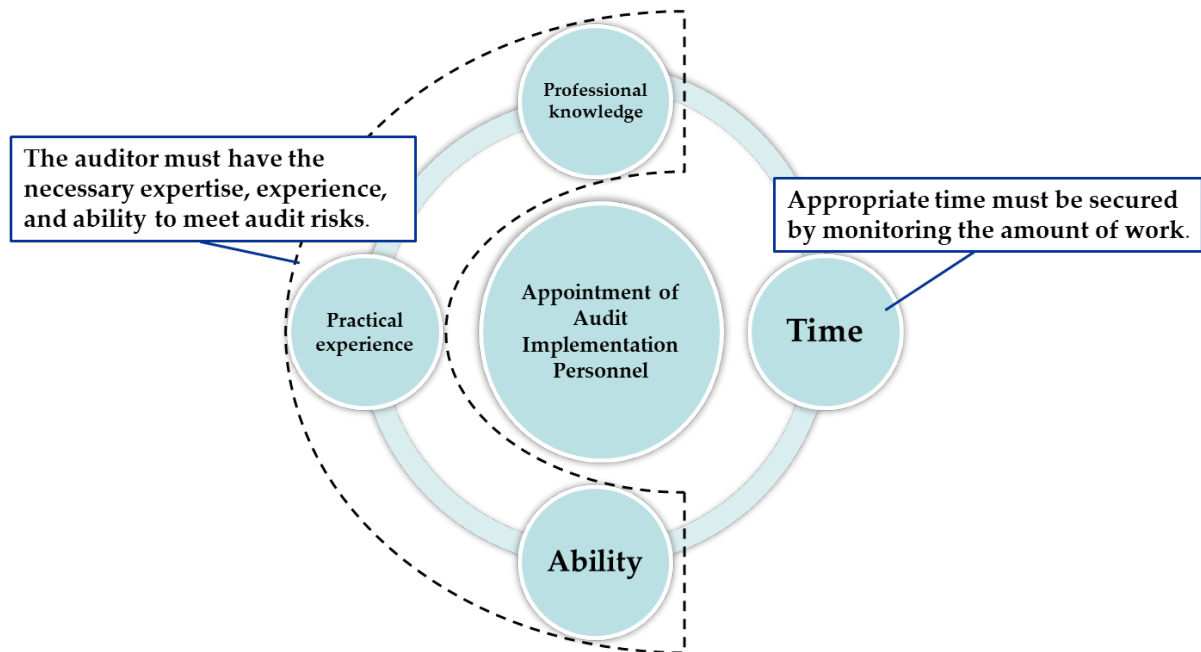 Professional
knowledge
The auditor must have the
necessary expertise, experience,
and ability to meet audit risks.
Appropriate time must be secured
by monitoring the amount of work.
Practical
experience
Appointment of
Audit
Implementation
Personnel
Time
Ability